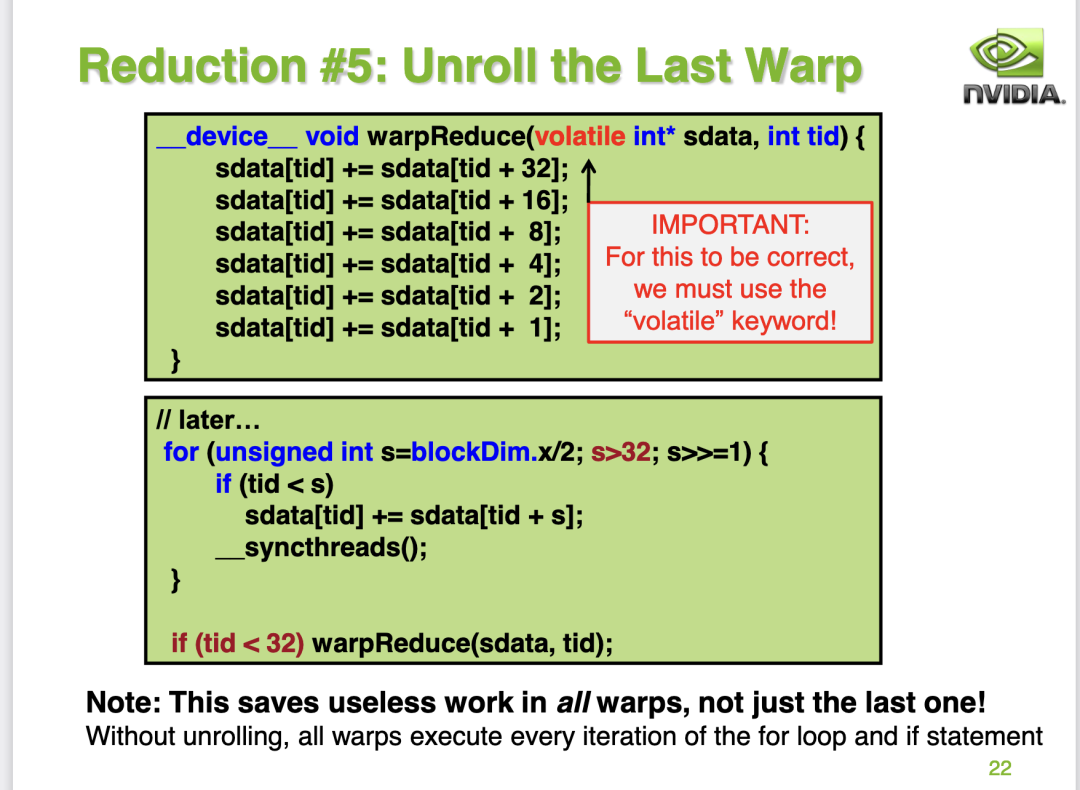 Reduction #5: Unroll the Last Warp
NVIDIA.
__device__ void warpReduce(volatile int* sdata, int tid) {
sdata[tid] += sdata[tid + 32];
sdata[tid] += sdata[tid + 16];
sdata[tid] += sdata[tid +  8];
sdata[tid] += sdata[tid +  4];
sdata[tid] += sdata[tid +  2];
sdata[tid] += sdata[tid +  1];
}
IMPORTANT:
For this to be correct,
we must use the
“volatile” keyword!
// later…
for (unsigned int s=blockDim.x/2; s>32; s>>=1) {
if (tid < s)
sdata[tid] += sdata[tid + s];
__syncthreads();
}
if (tid < 32) warpReduce(sdata, tid);
Note: This saves useless work in all warps, not just the last one!
Without unrolling, all warps execute every iteration of the for loop and if statement
22